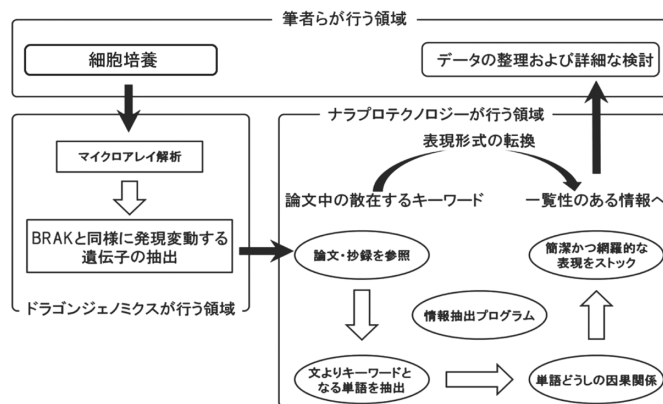 筆者らが行う領域
細胞培養
データの整理および詳細な検討
ナラプロテクノロジーが行う領域
表現形式の転換
マイクロアレイ解析
論文中の散在するキーワード
一覧性のある情報へ
BRAKと同様に発現変動する
遺伝子の抽出
論文・抄録を参照
簡潔かつ網羅的な
表現をストック
ドラゴンジェノミクスが行う領域
情報抽出プログラム
文よりキーワードと
なる単語を抽出
単語どうしの因果関係